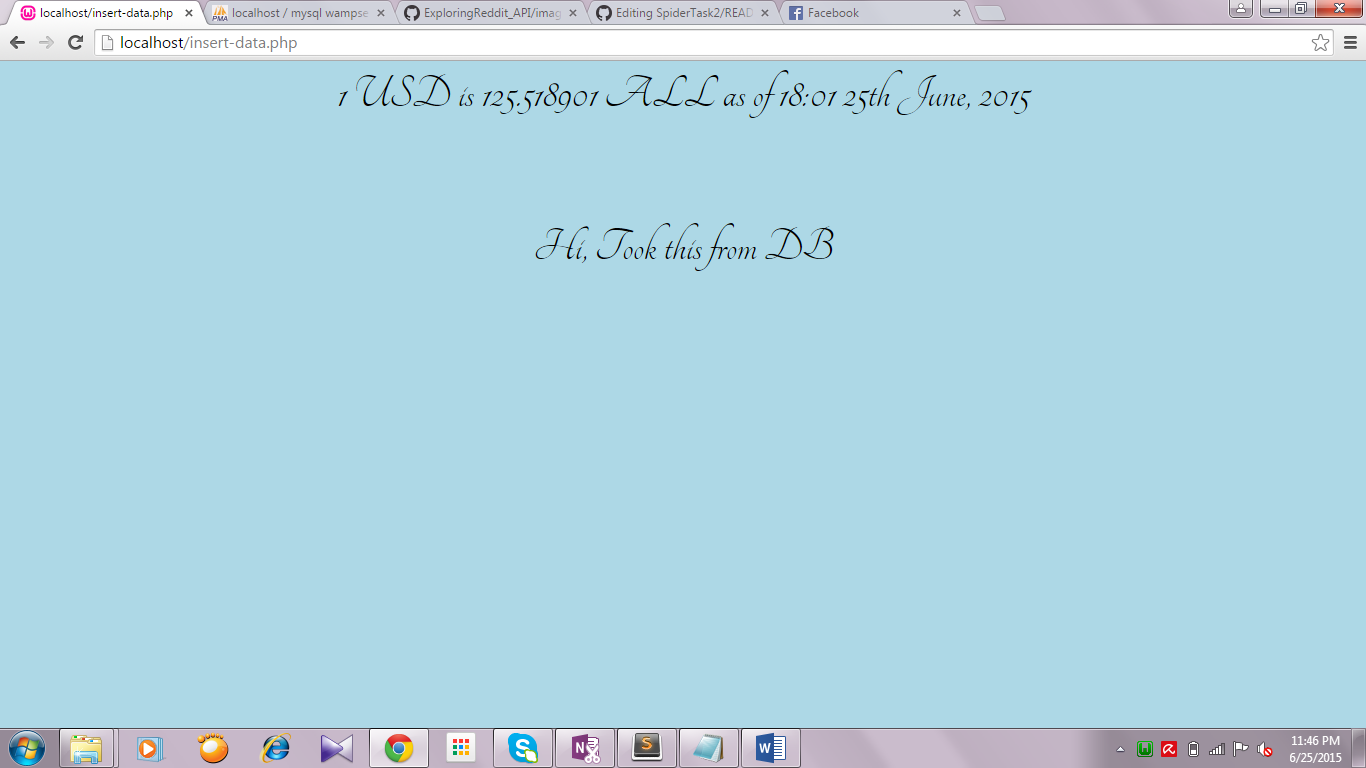 localhost/insert-data.php
localhost / mysql wampse
ExploringReddit_API/imag
Editing SpiderTask2/READ
Facebook
localhost/insert-data.php
1 USD is 125.518901 ALL as of 18:01 25th June, 2015
Hi, Took this from DB
11:46 PM
6/25/2015